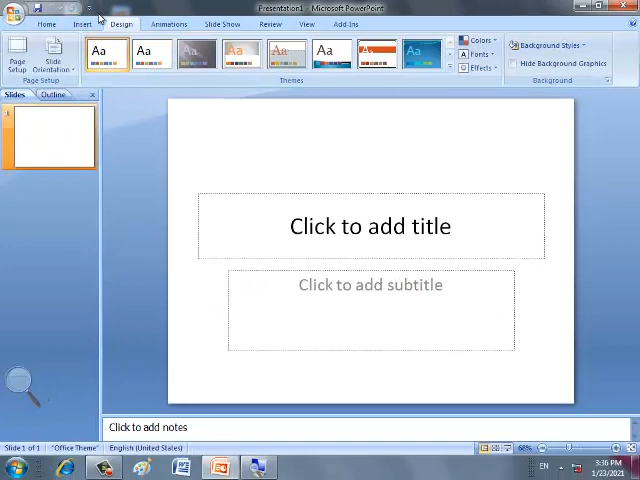 Presentation1 - Microsoft PowerPoint
Home Insert Design Animations Slide Show Review View Add-Ins
Page Setup
Slide Orientation
Aa Aa Aa Aa Aa Aa Aa Aa
Colors
Fonts
Effects
Background Styles
Hide Background Graphics
Page Setup Themes Background
Slides Outline
1
Click to add title
Click to add subtitle
Click to add notes
Slide 1 of 1 "Office Theme" English (United States) 68%
EN 3:36 PM
1/23/2021